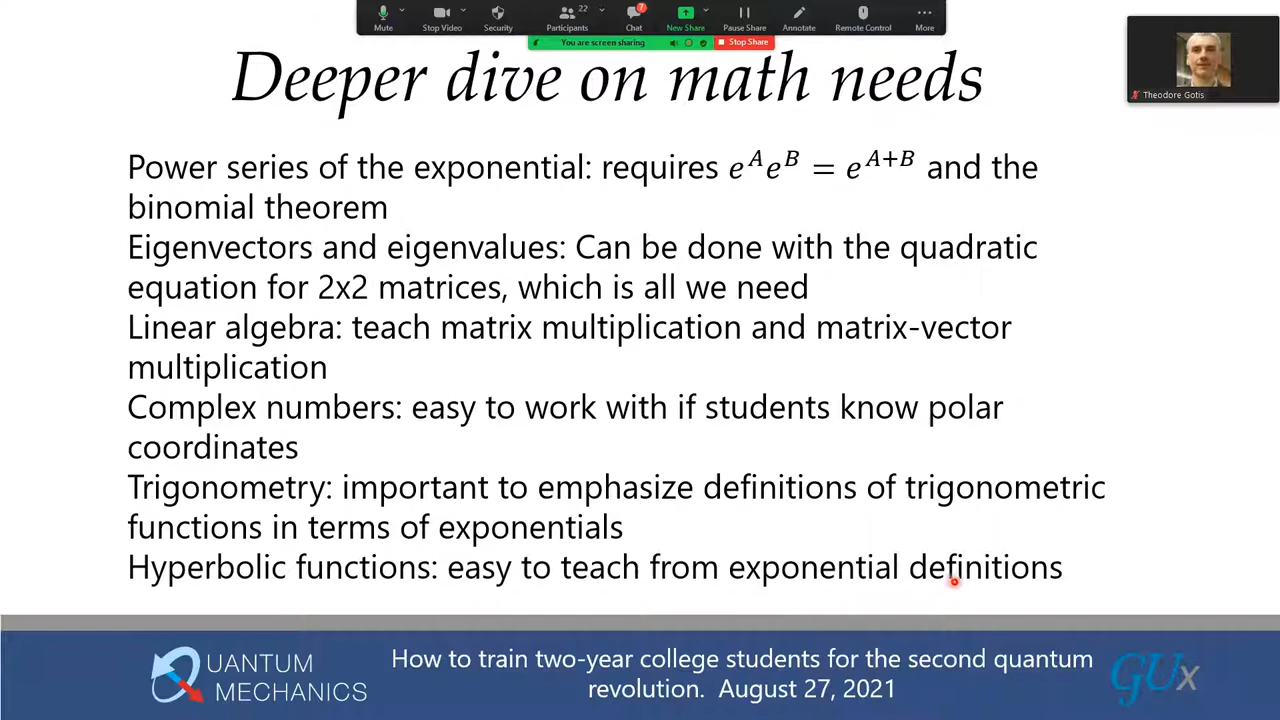 Mute
Stop Video
Security
22
Participants
7
Chat
New Share
Pause Share
Annotate
Remote Control
More
You are screen sharing
Stop Share
Theodore Gotis
Deeper dive on math needs
Power series of the exponential: requires $e^A e^B = e^{A+B}$ and the
binomial theorem
Eigenvectors and eigenvalues: Can be done with the quadratic
equation for 2x2 matrices, which is all we need
Linear algebra: teach matrix multiplication and matrix-vector
multiplication
Complex numbers: easy to work with if students know polar
coordinates
Trigonometry: important to emphasize definitions of trigonometric
functions in terms of exponentials
Hyperbolic functions: easy to teach from exponential definitions
QUANTUM
MECHANICS
How to train two-year college students for the second quantum
revolution. August 27, 2021
GUx